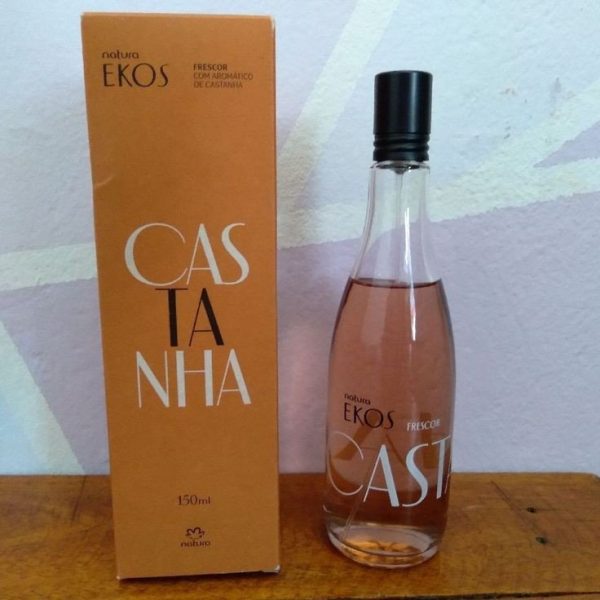 natura
EKOS
FRESCOR
COM AROMÁTICO
DE CASTANHA
CAS
TA
NHA
150ml
natura
natura
EKOS
FRESCOR
CASTA